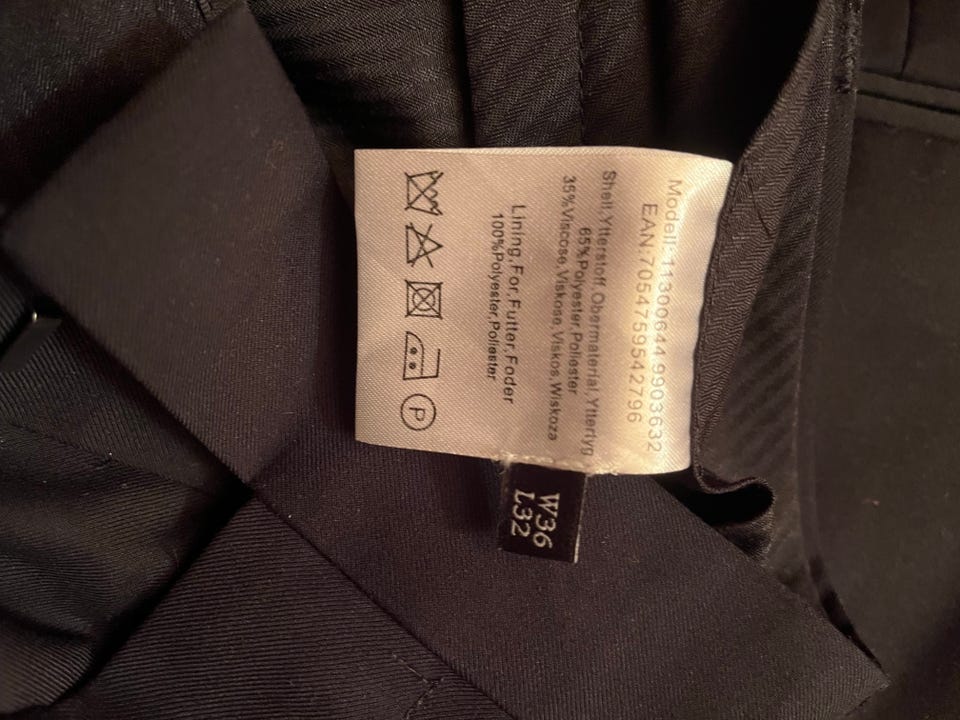 Modell:11300644 9903632
EAN:7054759542796
Shell,Ytterstoff,Obermaterial,Yttertyg
65%Polyester,Poliester
35%Viscose,Viskose,Viskos,Wiskoza
Lining,For,Futter,Foder
100%Polyester,Poliester
P
W36
L32